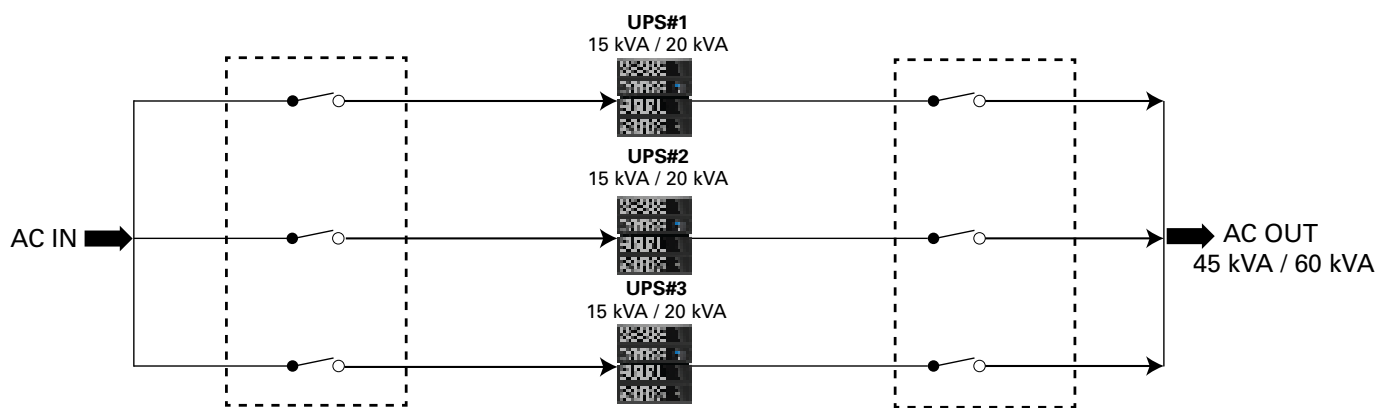 UPS#1
15 kVA / 20 kVA
UPS#2
15 kVA / 20 kVA
AC IN
AC OUT
45 kVA / 60 kVA
UPS#3
15 kVA / 20 kVA